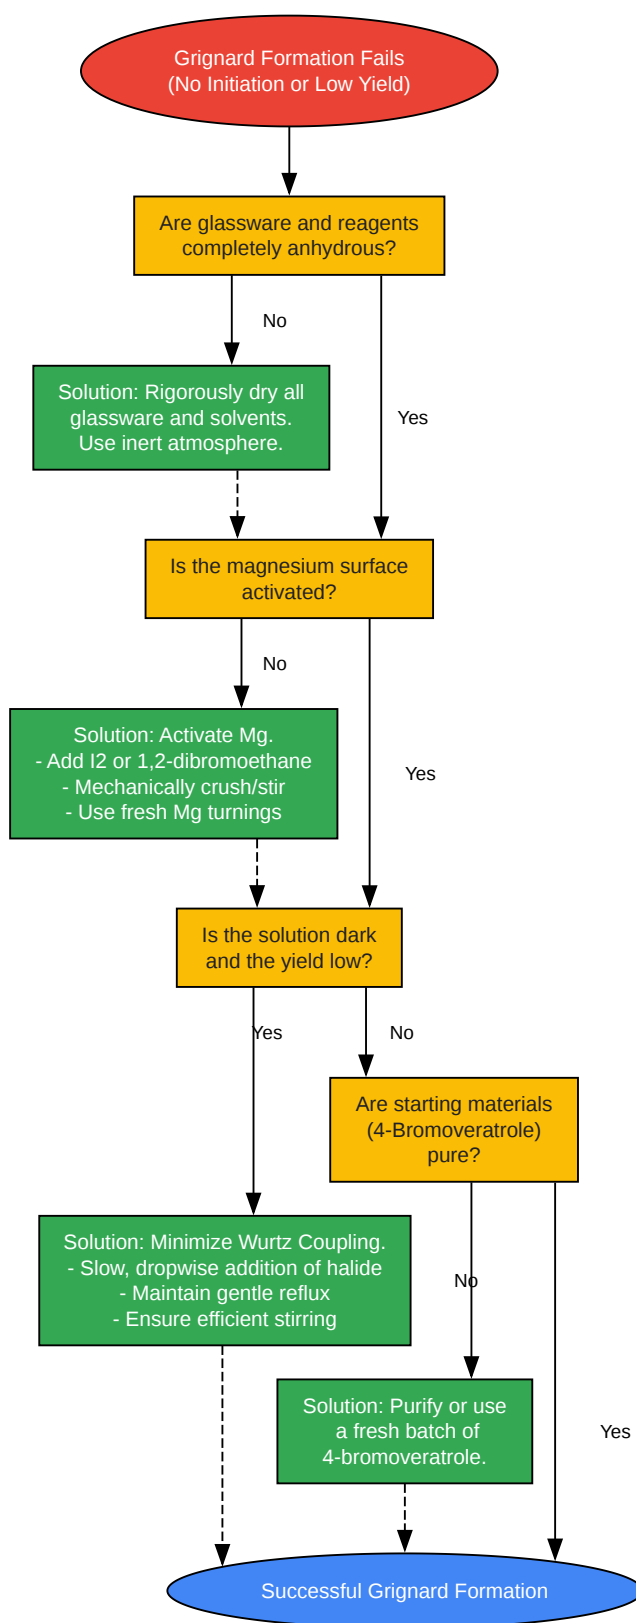 Grignard Formation Fails
(No Initiation or Low Yield)
Are glassware and reagents
completely anhydrous?
No
Solution: Rigorously dry all
glassware and solvents.
Use inert atmosphere.
Yes
Is the magnesium surface
activated?
No
Solution: Activate Mg.
- Add I2 or 1,2-dibromoethane
- Mechanically crush/stir
- Use fresh Mg turnings
Yes
Is the solution dark
and the yield low?
Yes
No
Are starting materials
(4-Bromoveratrole)
pure?
Solution: Minimize Wurtz Coupling.
- Slow, dropwise addition of halide
- Maintain gentle reflux
- Ensure efficient stirring
No
Solution: Purify or use
a fresh batch of
4-bromoveratrole.
Yes
Successful Grignard Formation